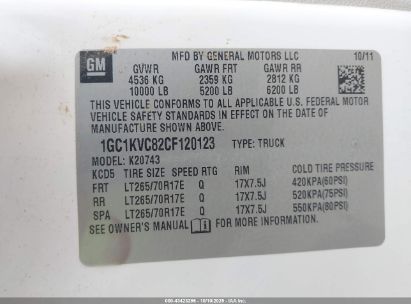 GM
MFD BY GENERAL MOTORS LLC 10/11
GVWR GAWR FRT GAWR RR
4536 KG 2359 KG 2812 KG
10000 LB 5200 LB 6200 LB
THIS VEHICLE CONFORMS TO ALL APPLICABLE U.S. FEDERAL MOTOR
VEHICLE SAFETY STANDARDS IN EFFECT ON THE DATE OF
MANUFACTURE SHOWN ABOVE.
1GC1KVC82CF120123 TYPE: TRUCK
MODEL: K20743
KCD5 TIRE SIZE SPEED RTG RIM COLD TIRE PRESSURE
FRT LT265/70R17E Q 17X7.5J 420KPA(60PSI)
RR LT265/70R17E Q 17X7.5J 520KPA(75PSI)
SPA LT265/70R17E Q 17X7.5J 550KPA(80PSI)
SEE OWNER'S MANUAL FOR MORE INFORMATION.